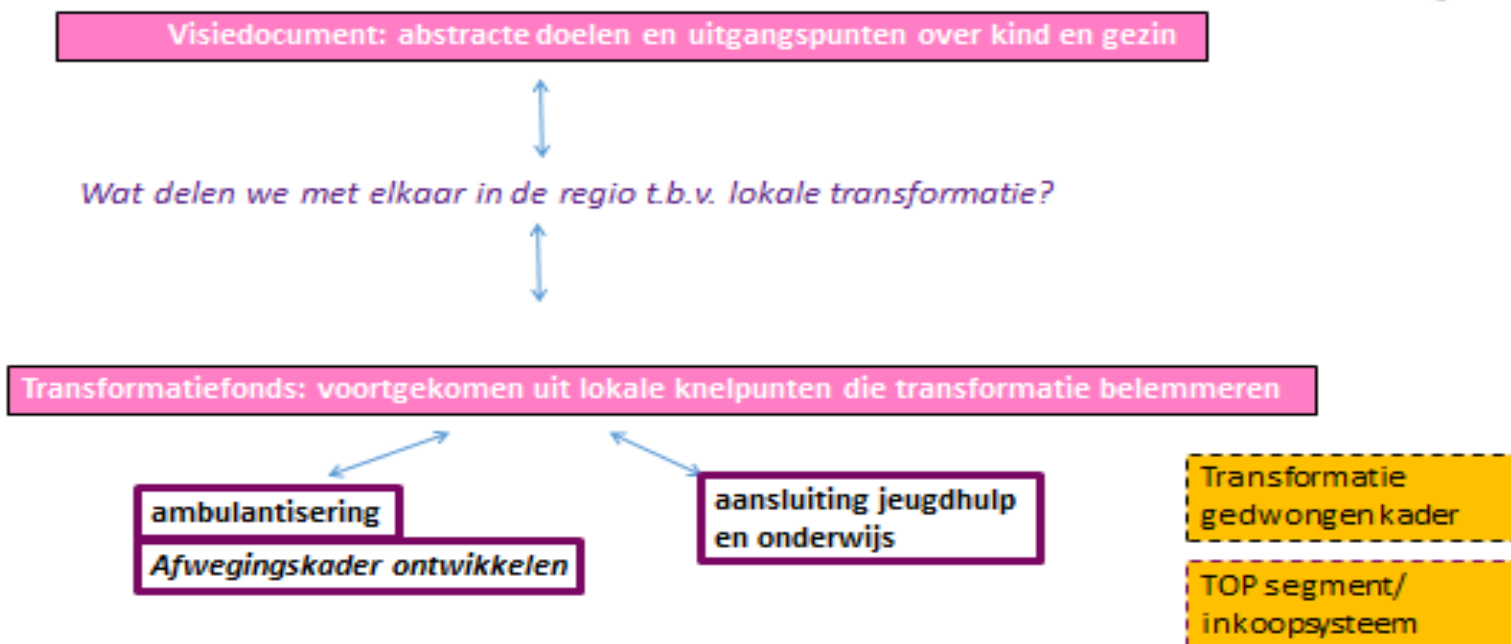 Visiedocument: abstracte doelen en uitgangspunten over kind en gezin
Wat delen we met elkaar in de regio t.b.v. lokale transformatie?
Transformatiefonds: voortgekomen uit lokale knelpunten die transformatie belemmeren
ambulantisering
Afwegingskader ontwikkelen
aansluiting jeugdhulp
en onderwijs
Transformatie
gedwongen kader
TOP segment/
inkoopsysteem